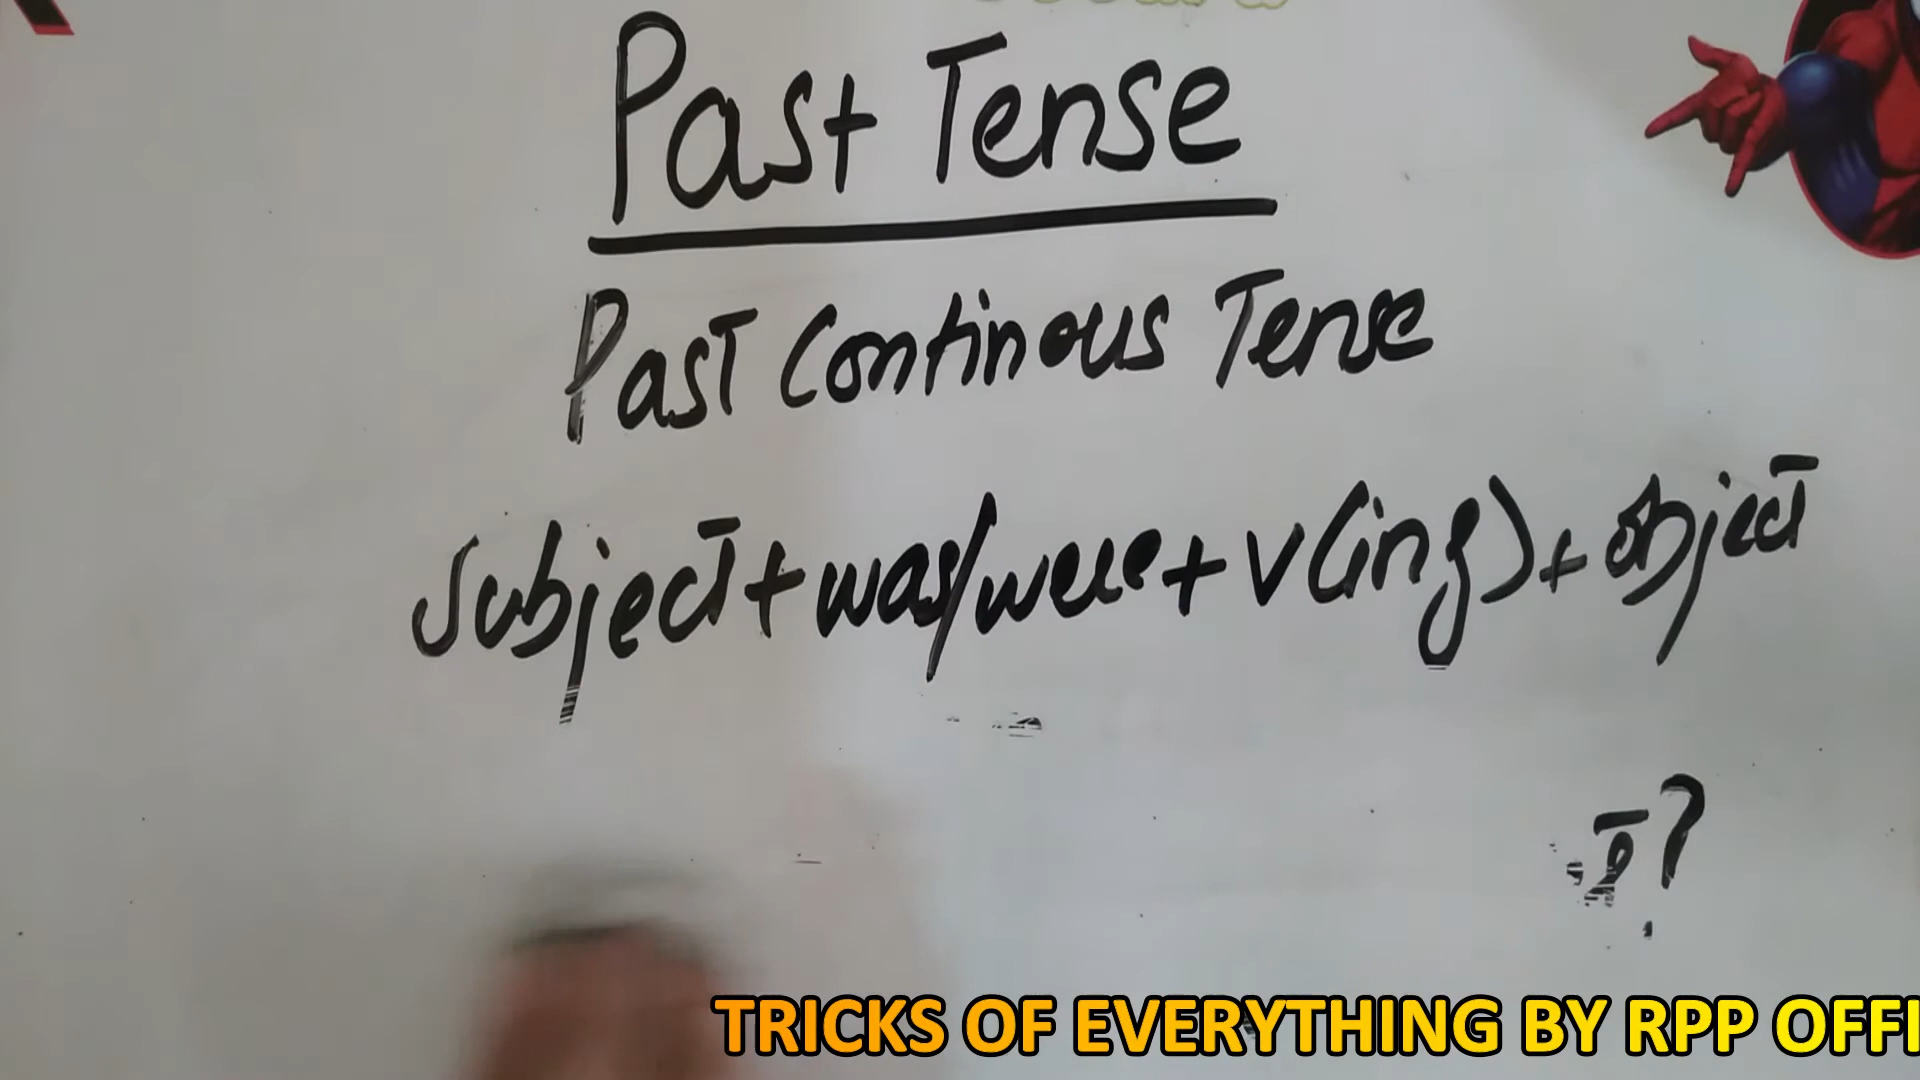 Past Tense
Past Continous Tense
Subject + was/were + v(ing) + object
?
TRICKS OF EVERYTHING BY RPP OFFI